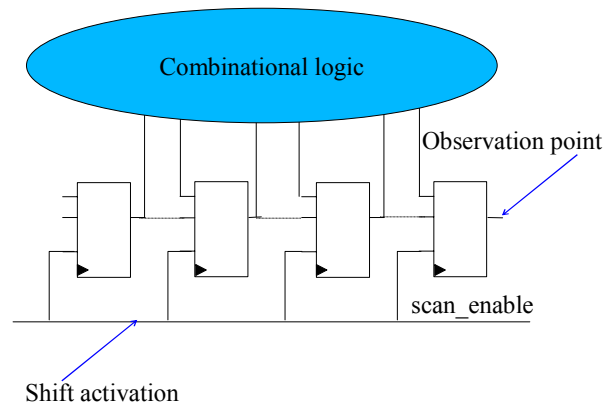 Combinational logic
Observation point
scan_enable
Shift activation